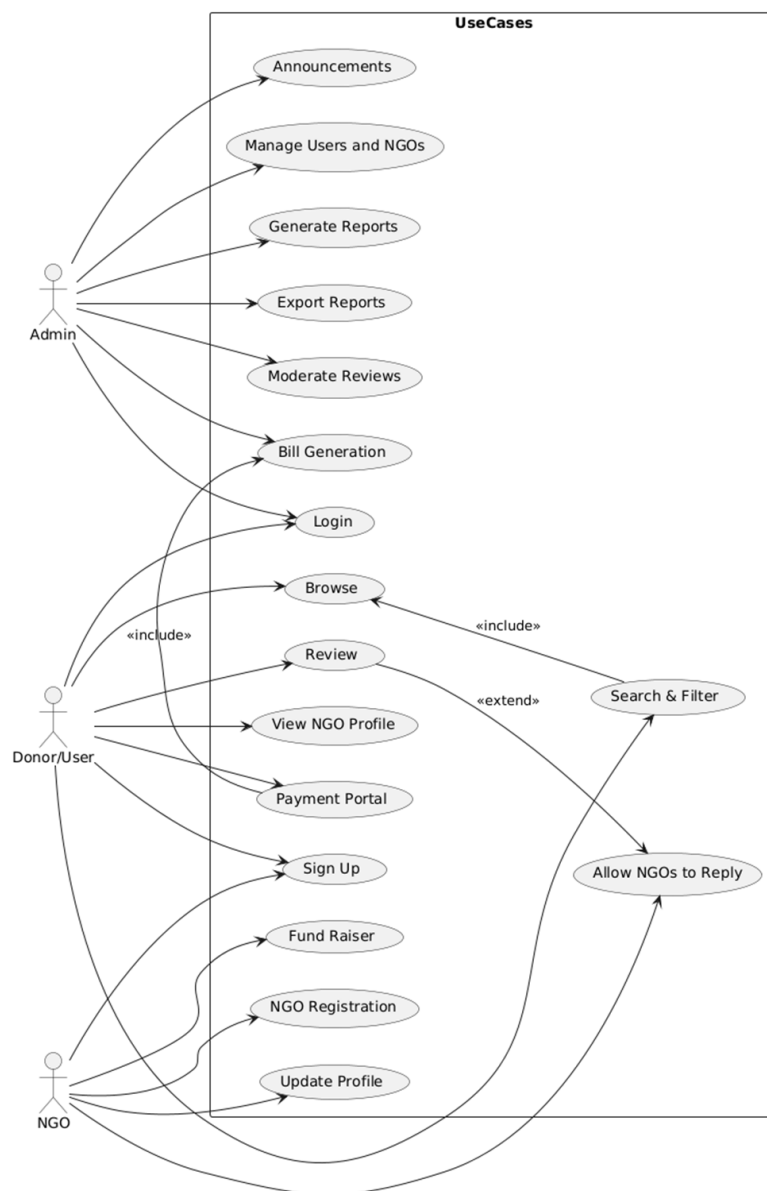 UseCases
Announcements
Manage Users and NGOs
Generate Reports
Export Reports
Admin
Moderate Reviews
Bill Generation
Login
Browse
«include»
«include»
Review
Search & Filter
«extend»
View NGO Profile
Donor/User
Payment Portal
Sign Up
Allow NGOs to Reply
Fund Raiser
NGO Registration
Update Profile
NGO